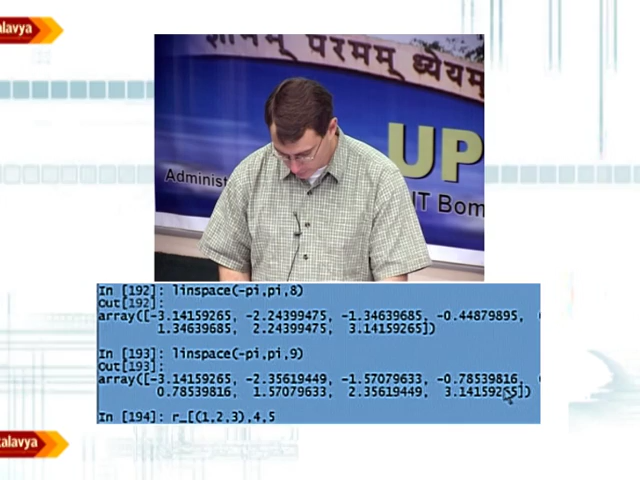 alavya
ज्ञानम् परमम् ध्येयम्
UP
Administ
IT Bom
In [192]: linspace(-pi,pi,8)
Out[192]:
array([-3.14159265, -2.24399475, -1.34639685, -0.44879895,
1.34639685, 2.24399475, 3.14159265])
In [193]: linspace(-pi,pi,9)
Out[193]:
array([-3.14159265, -2.35619449, -1.57079633, -0.78539816,
0.78539816, 1.57079633, 2.35619449, 3.14159265])
In [194]: r_[(1,2,3),4,5
alavya